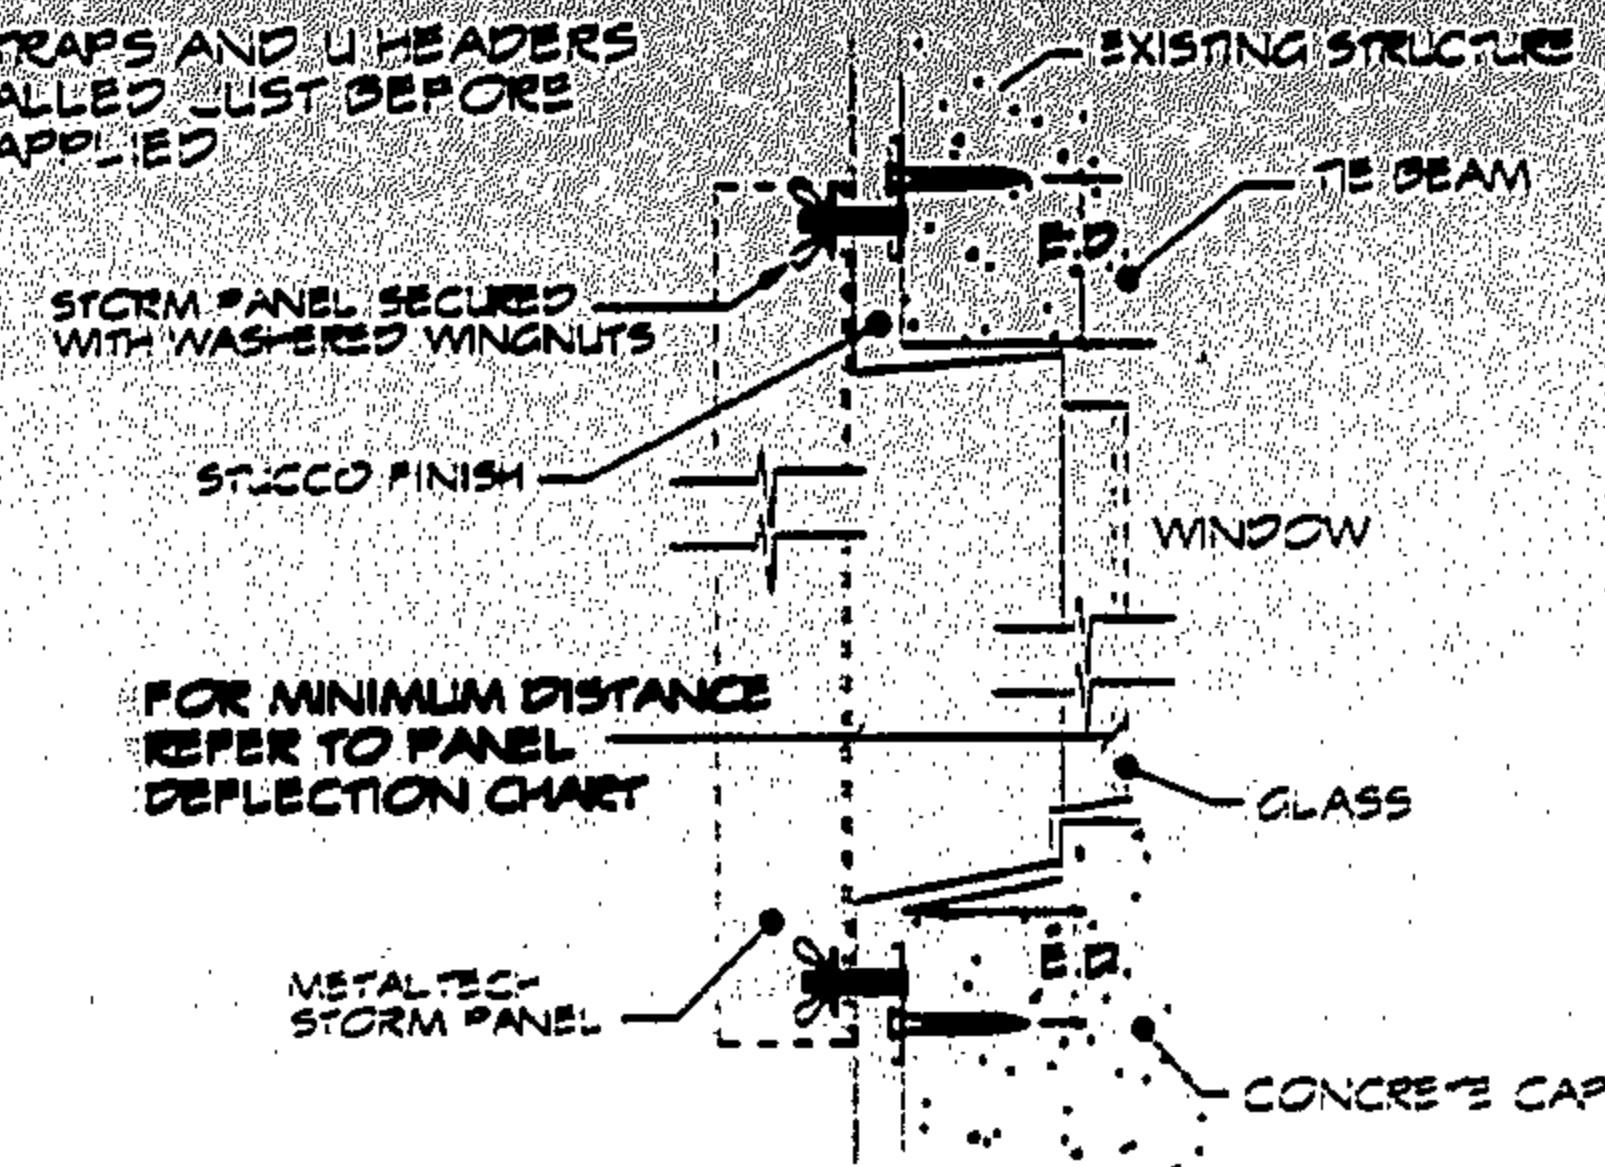 TRAPS AND U HEADERS
ALLED JUST BEFORE
APPLIED
EXISTING STRUCTURE
TIE BEAM
E.D.
STORM PANEL SECURED
WITH WASHERED WINGNUTS
STUCCO FINISH
WINDOW
FOR MINIMUM DISTANCE
REFER TO PANEL
DEFLECTION CHART
GLASS
E.D.
METALTECH
STORM PANEL
CONCRETE CAP